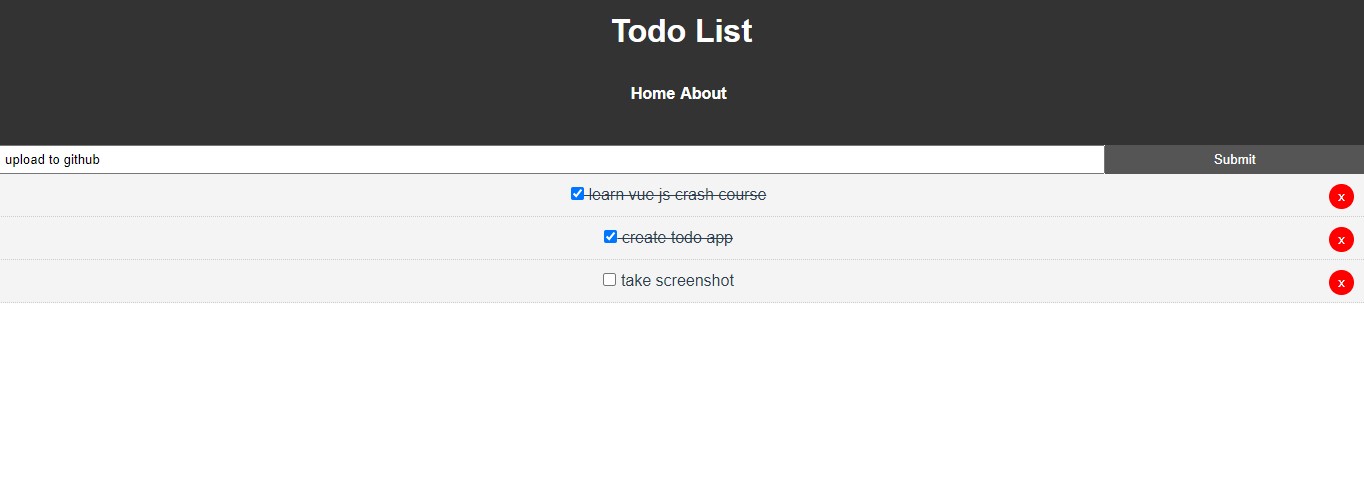 Todo List
Home About
upload to github
Submit
learn vue js crash course
x
create todo app
x
take screenshot
x